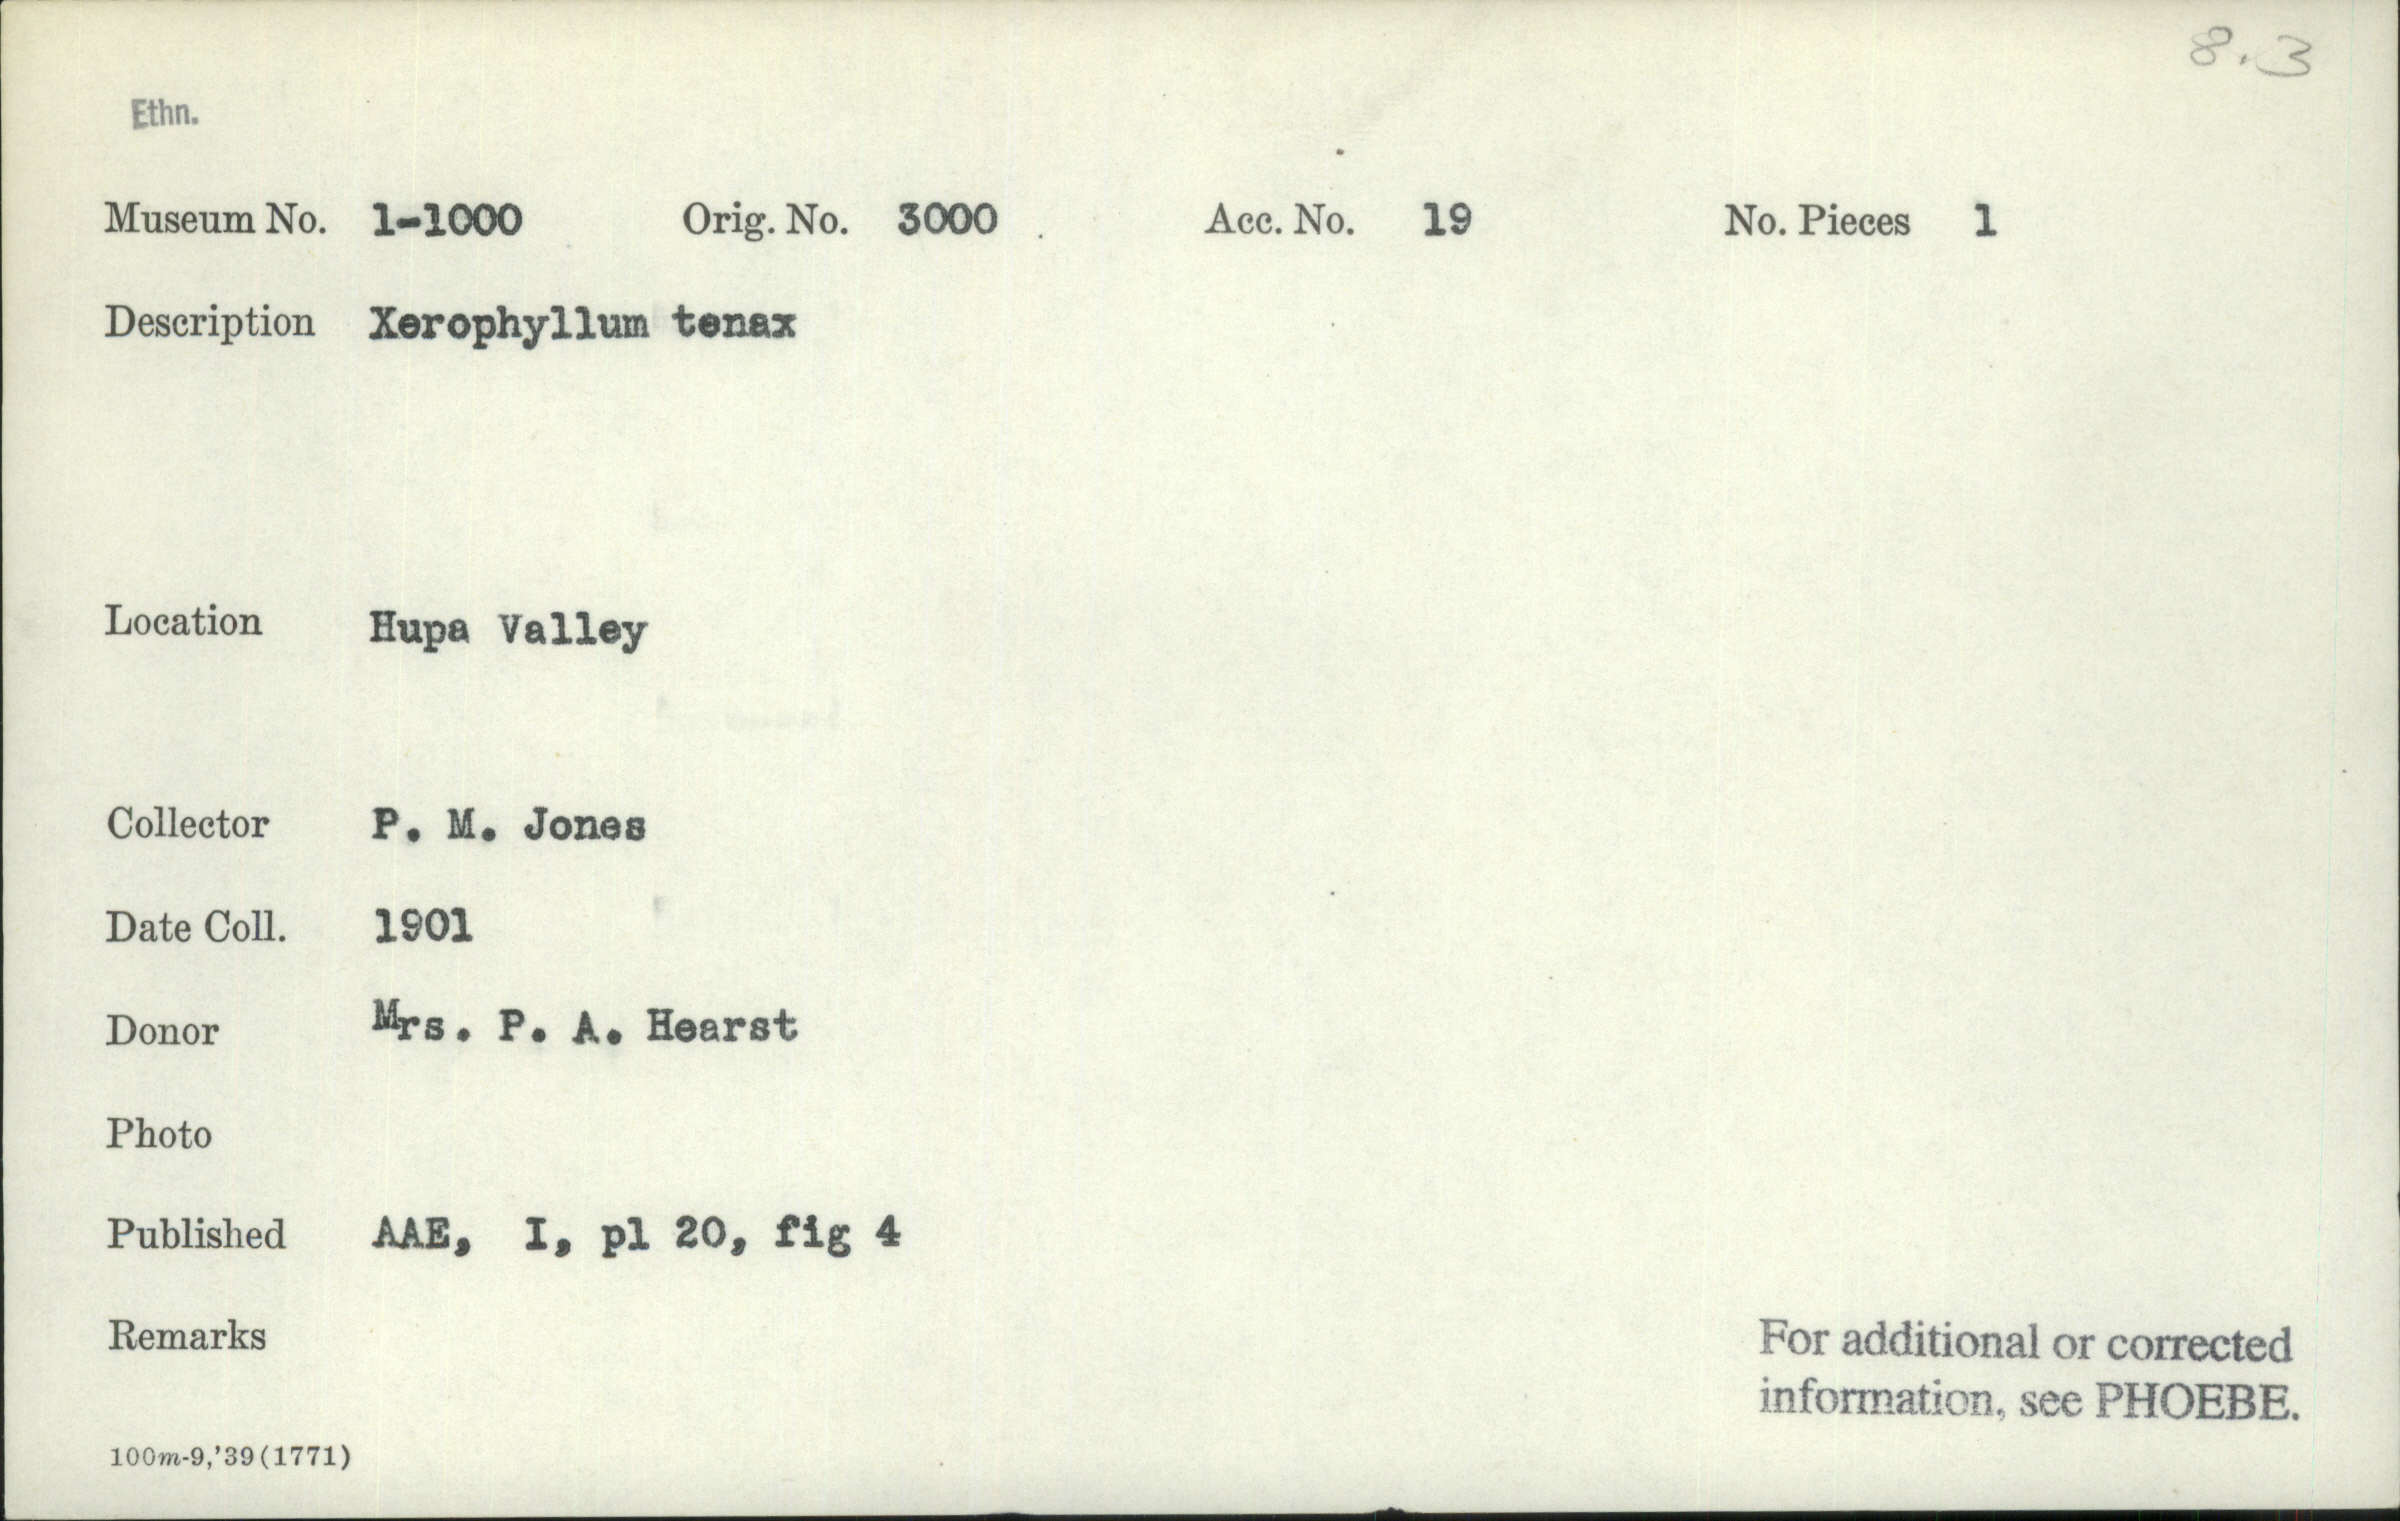 8.3
Ethn.
Museum No. 1-1000 Orig. No. 3000 Acc. No. 19 No. Pieces 1
Description Xerophyllum tenax
Location Hupa Valley
Collector P. M. Jones
Date Coll. 1901
Donor Mrs. P. A. Hearst
Photo
Published AAE, I, pl 20, fig 4
Remarks
For additional or corrected
information, see PHOEBE.
100m-9,'39(1771)